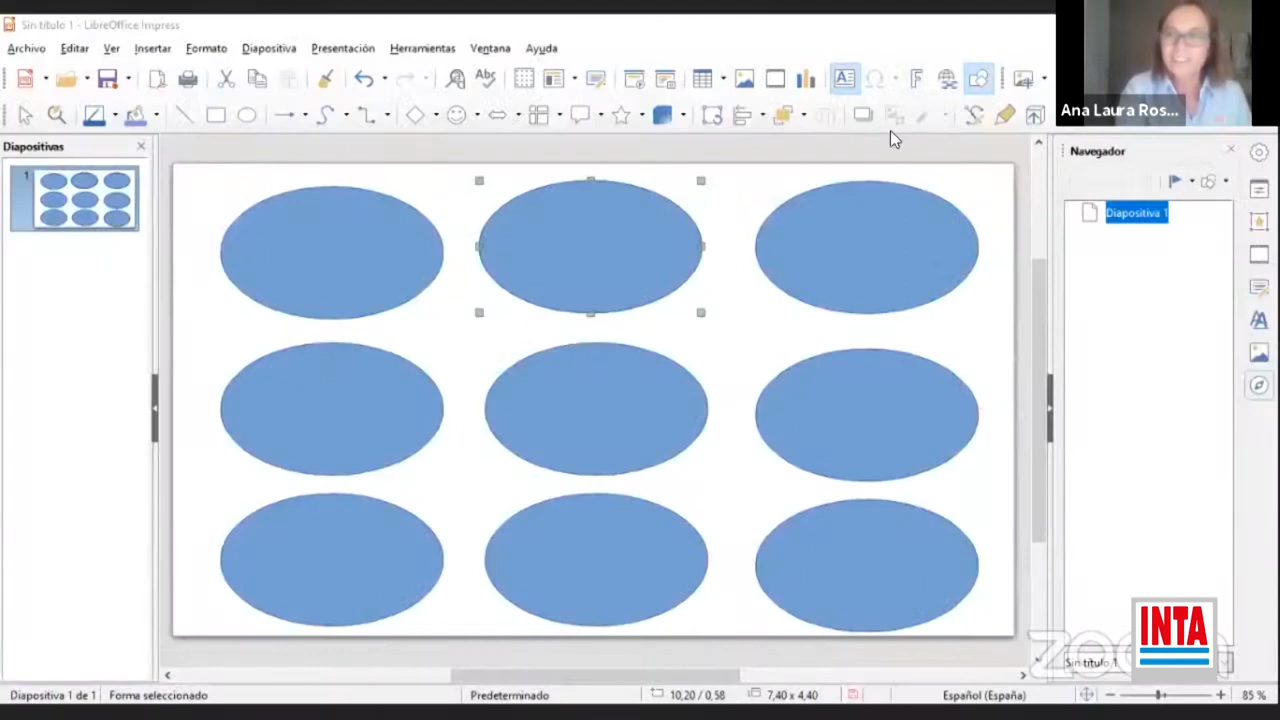 Sin título 1 - LibreOffice Impress
Archivo Editar Ver Insertar Formato Diapositiva Presentación Herramientas Ventana Ayuda
Ana Laura Ros...
Diapositivas
Navegador
1
Diapositiva 1
INTA
zoom
Sin título 1
Diapositiva 1 de 1 Forma seleccionado Predeterminado 10,20 / 0,58 7,40 x 4,40 Español (España) 85 %